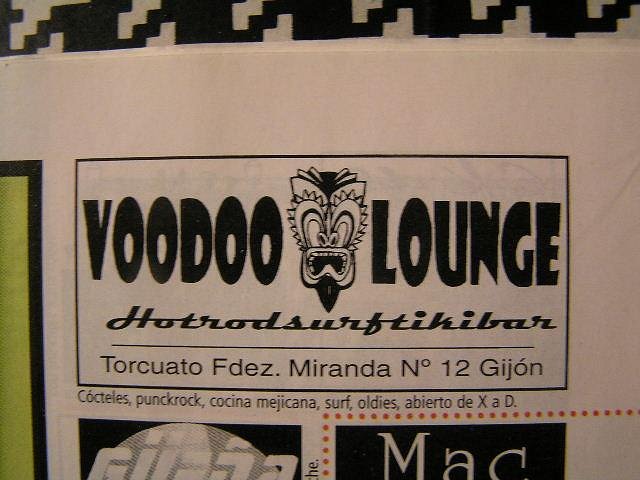 VOODOO LOUNGE
Hotrodsurftikibar
Torcuato Fdez. Miranda Nº 12 Gijón
Cócteles, punckrock, cocina mejicana, surf, oldies, abierto de X a D.
Mac